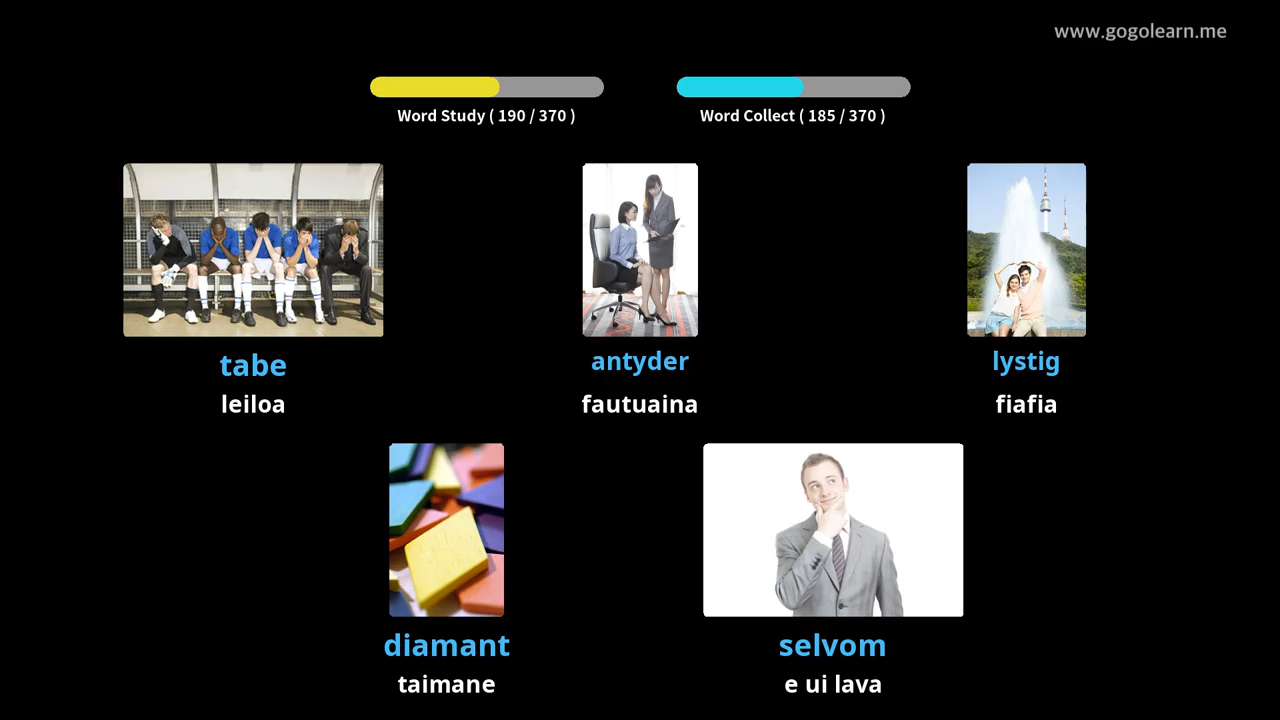 www.gogolearn.me
Word Study ( 190 / 370 )
Word Collect ( 185 / 370 )
tabe
leiloa
antyder
fautuaina
lystig
fiafia
diamant
taimane
selvom
e ui lava